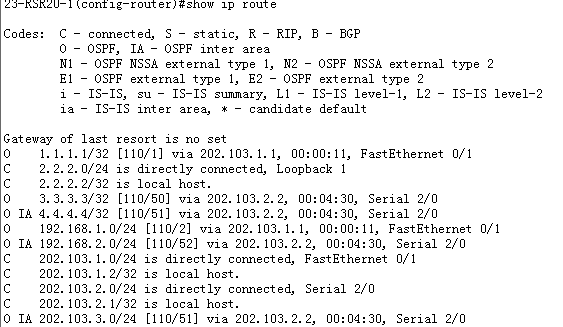 23-RSR20-1(config-router)#show ip route
Codes: C - connected, S - static, R - RIP, B - BGP
O - OSPF, IA - OSPF inter area
N1 - OSPF NSSA external type 1, N2 - OSPF NSSA external type 2
E1 - OSPF external type 1, E2 - OSPF external type 2
i - IS-IS, su - IS-IS summary, L1 - IS-IS level-1, L2 - IS-IS level-2
ia - IS-IS inter area, * - candidate default
Gateway of last resort is no set
O 1.1.1.1/32 [110/1] via 202.103.1.1, 00:00:11, FastEthernet 0/1
C 2.2.2.0/24 is directly connected, Loopback 1
C 2.2.2.2/32 is local host.
O 3.3.3.3/32 [110/50] via 202.103.2.2, 00:04:30, Serial 2/0
O IA 4.4.4.4/32 [110/51] via 202.103.2.2, 00:04:30, Serial 2/0
O 192.168.1.0/24 [110/2] via 202.103.1.1, 00:00:11, FastEthernet 0/1
O IA 192.168.2.0/24 [110/52] via 202.103.2.2, 00:04:30, Serial 2/0
C 202.103.1.0/24 is directly connected, FastEthernet 0/1
C 202.103.1.2/32 is local host.
C 202.103.2.0/24 is directly connected, Serial 2/0
C 202.103.2.1/32 is local host.
O IA 202.103.3.0/24 [110/51] via 202.103.2.2, 00:04:30, Serial 2/0